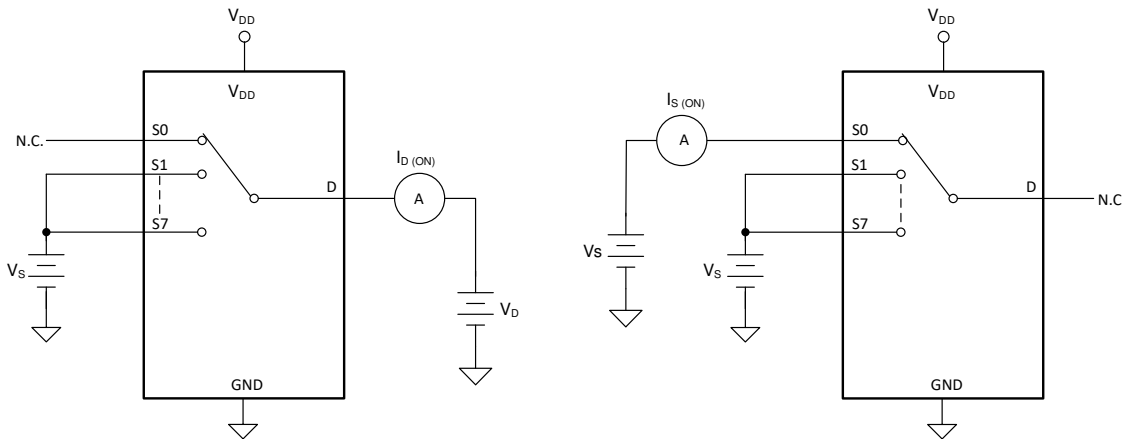 VDD
VDD
N.C.
S0
S1
S7
D
ID (ON)
A
VS
VD
GND
VDD
VDD
IS (ON)
A
S0
S1
S7
D
N.C
Vs
VS
GND